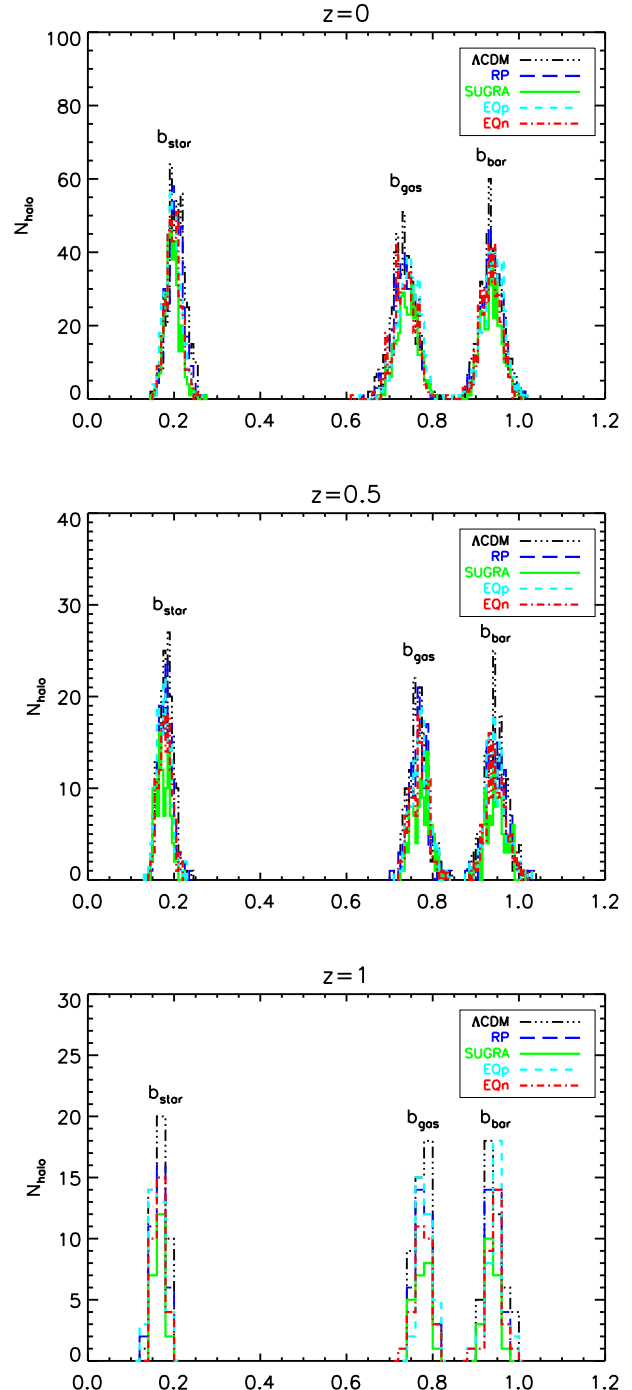 z=0
100
80
60
40
20
0
N_halo
b_star
b_gas
b_bar
ΛCDM
RP
SUGRA
EQp
EQn
0.0 0.2 0.4 0.6 0.8 1.0 1.2
z=0.5
40
30
20
10
0
N_halo
b_star
b_gas
b_bar
ΛCDM
RP
SUGRA
EQp
EQn
0.0 0.2 0.4 0.6 0.8 1.0 1.2
z=1
30
25
20
15
10
5
0
N_halo
b_star
b_gas
b_bar
ΛCDM
RP
SUGRA
EQp
EQn
0.0 0.2 0.4 0.6 0.8 1.0 1.2